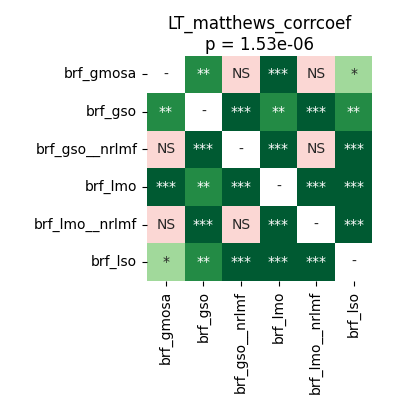 LT_matthews_corrcoef
p = 1.53e-06
brf_gmosa - ** NS *** NS *
brf_gso ** - *** ** *** **
brf_gso__nrlmf NS *** - *** NS ***
brf_lmo *** ** *** - *** ***
brf_lmo__nrlmf NS *** NS *** - ***
brf_lso * ** *** *** *** -
brf_gmosa
brf_gso
brf_gso__nrlmf
brf_lmo
brf_lmo__nrlmf
brf_lso